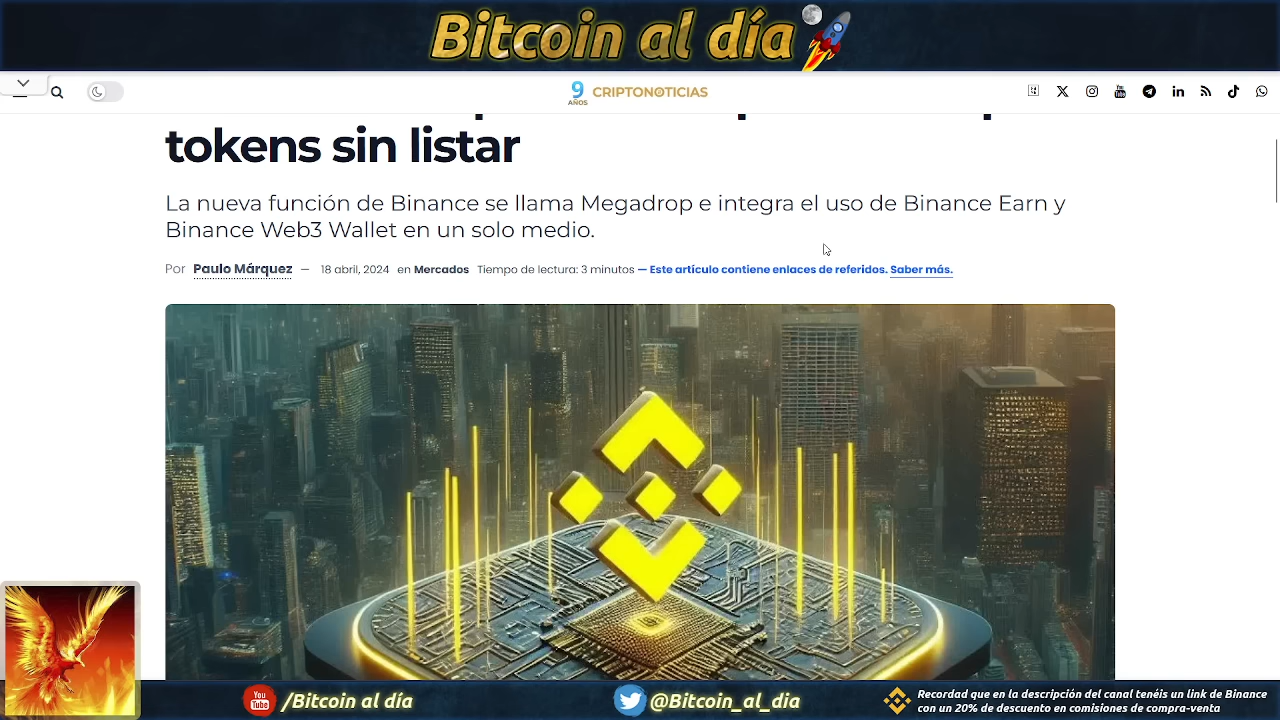 Bitcoin al día
9 AÑOS CRIPTONOTICIAS
tokens sin listar
La nueva función de Binance se llama Megadrop e integra el uso de Binance Earn y
Binance Web3 Wallet en un solo medio.
Por Paulo Márquez — 18 abril, 2024 en Mercados Tiempo de lectura: 3 minutos — Este artículo contiene enlaces de referidos. Saber más.
You Tube /Bitcoin al día
@Bitcoin_al_dia
Recordad que en la descripción del canal tenéis un link de Binance
con un 20% de descuento en comisiones de compra-venta